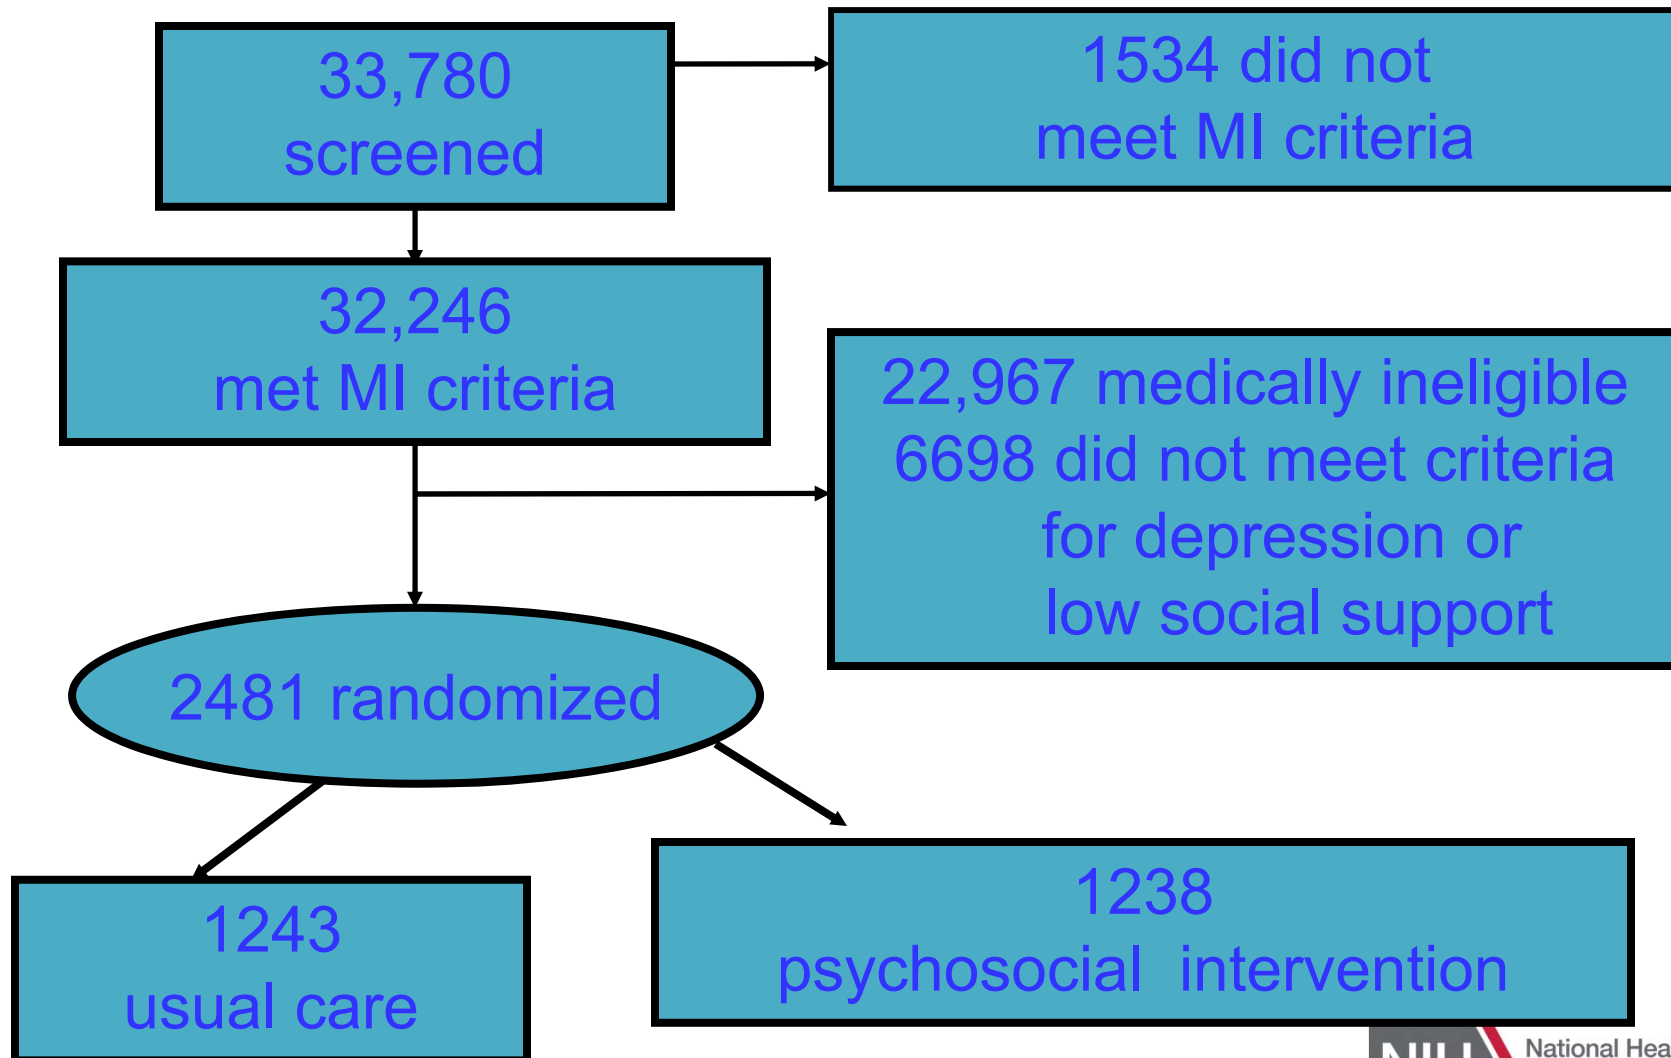 33,780
screened
1534 did not
meet MI criteria
32,246
met MI criteria
22,967 medically ineligible
6698 did not meet criteria
for depression or
low social support
2481 randomized
1243
usual care
1238
psychosocial intervention
NIH
National Hea